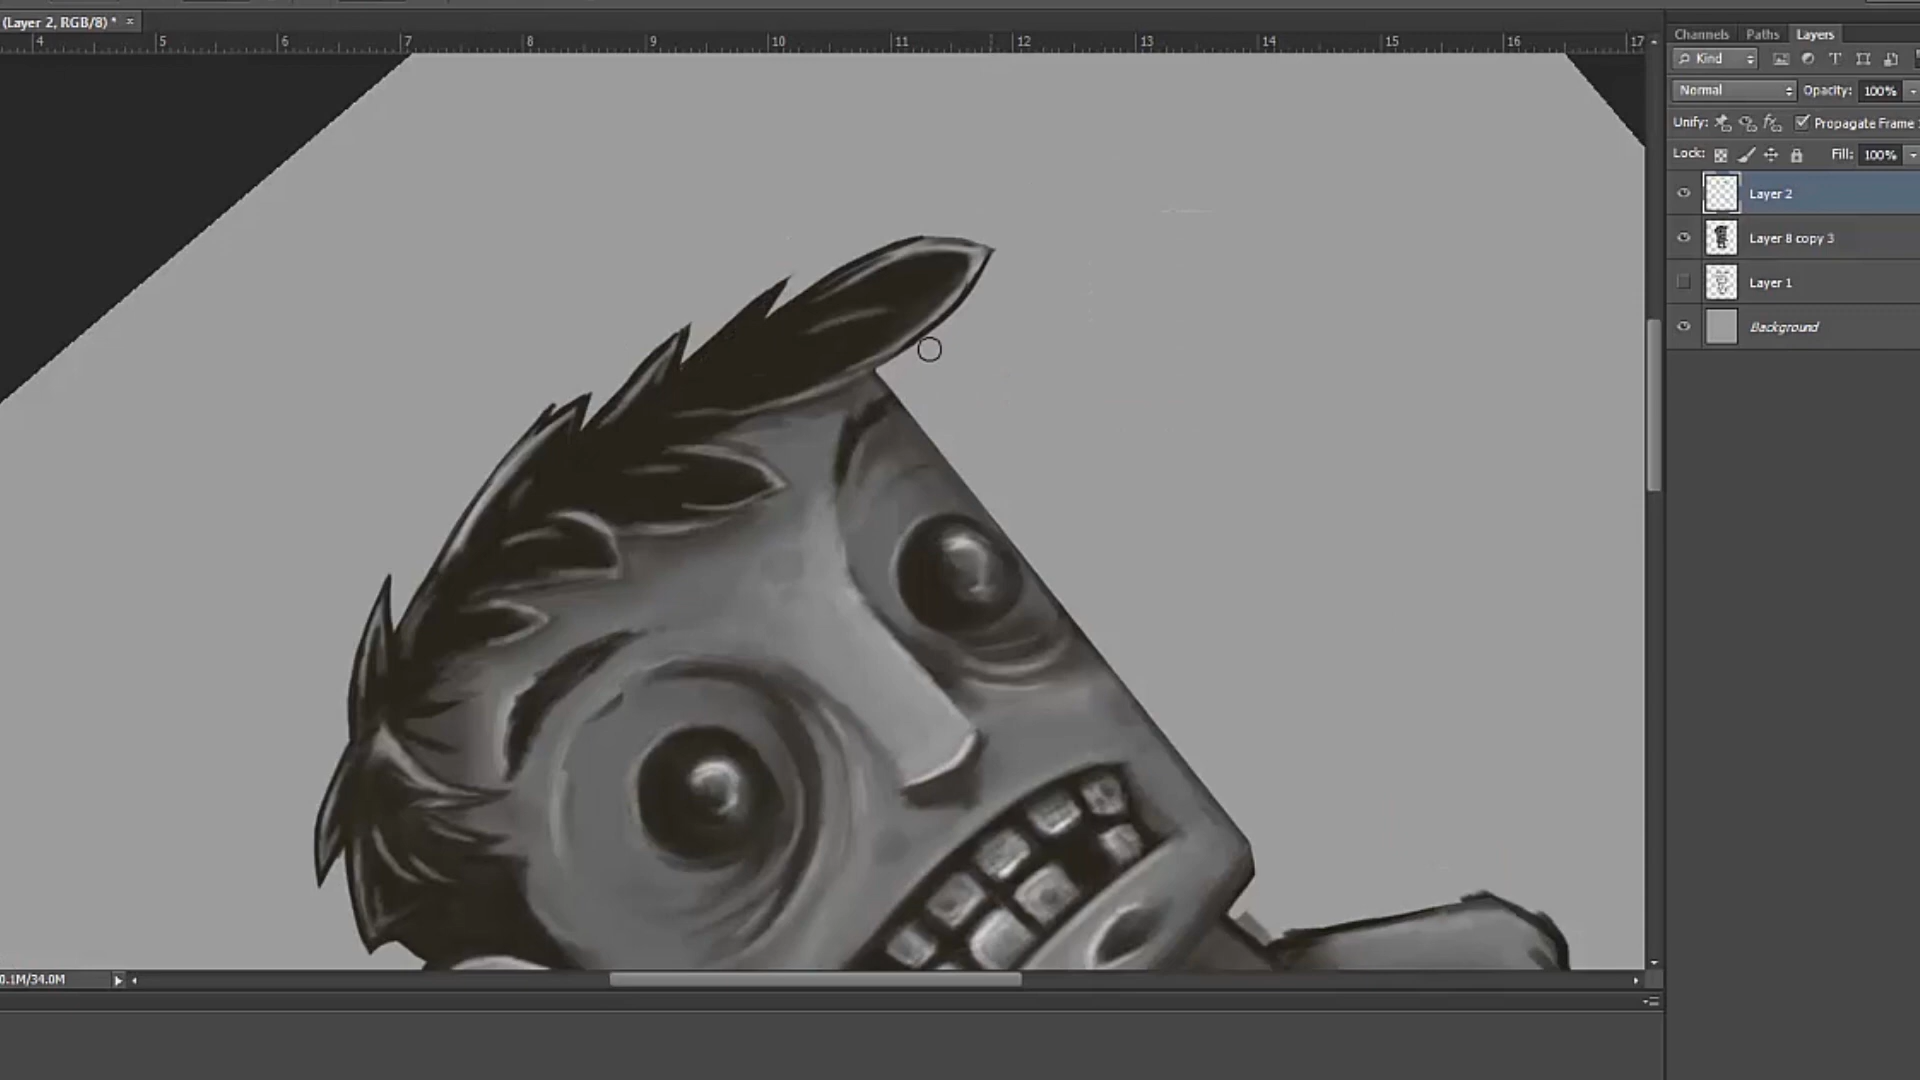 (Layer 2, RGB/8) * ×
4 5 6 7 8 9 10 11 12 13 14 15 16 17
Channels Paths Layers
Kind
Normal Opacity: 100%
Unify: Propagate Frame 1
Lock: Fill: 100%
Layer 2
Layer 8 copy 3
Layer 1
Background
0.1M/34.0M